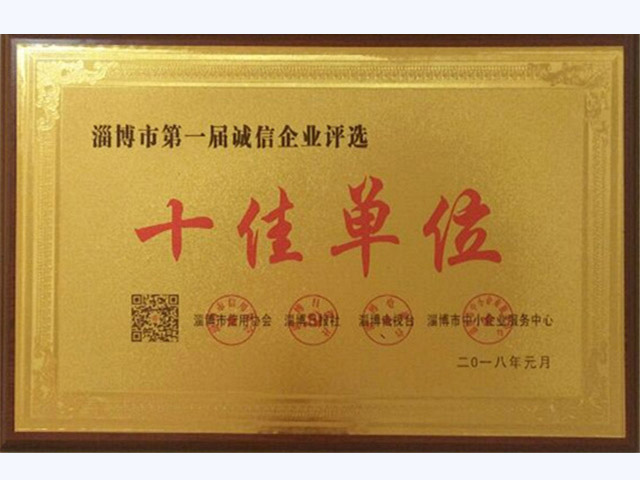 淄博市第一届诚信企业评选
十佳单位
淄博市信用协会 淄博日报社 淄博电视台 淄博市中小企业服务中心
二〇一八年元月